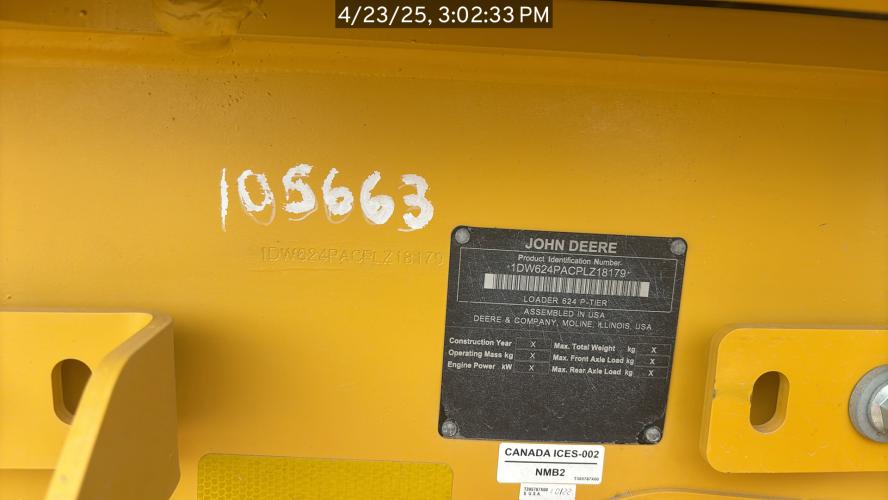 4/23/25, 3:02:33 PM
105663
1DW624PACPLZ18179
JOHN DEERE
Product Identification Number
*1DW624PACPLZ18179*
LOADER 624 P-TIER
ASSEMBLED IN USA
DEERE & COMPANY, MOLINE, ILLINOIS, USA
Construction Year X Max. Total Weight kg X
Operating Mass kg X Max. Front Axle Load kg X
Engine Power kW X Max. Rear Axle Load kg X
CANADA ICES-002
NMB2